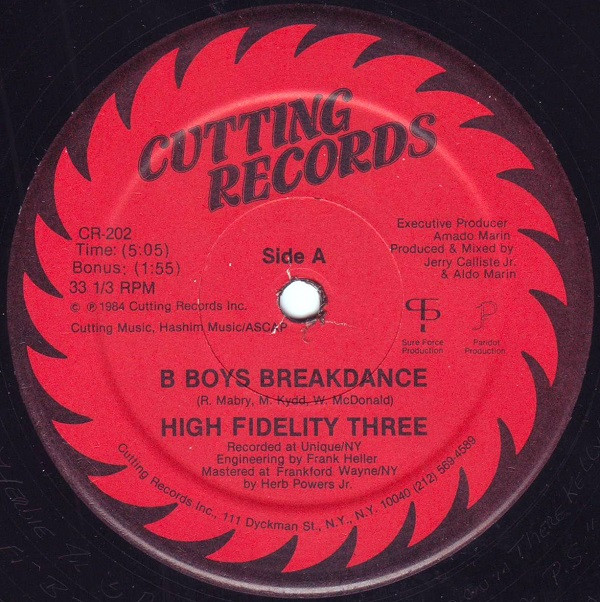 CUTTING
RECORDS
CR-202
Time: (5:05)
Bonus: (1:55)
33 1/3 RPM
© ℗ 1984 Cutting Records Inc.
Cutting Music, Hashim Music/ASCAP
Side A
Executive Producer
Amado Marin
Produced & Mixed by
Jerry Calliste Jr.
& Aldo Marin
Sure Force
Production
Pandot
Production
B BOYS BREAKDANCE
(R. Mabry, M. Kydd, W. McDonald)
HIGH FIDELITY THREE
Recorded at Unique/NY
Engineering by Frank Heller
Mastered at Frankford Wayne/NY
by Herb Powers Jr.
Cutting Records Inc., 111 Dyckman St., N.Y., N.Y. 10040 (212) 569-4589